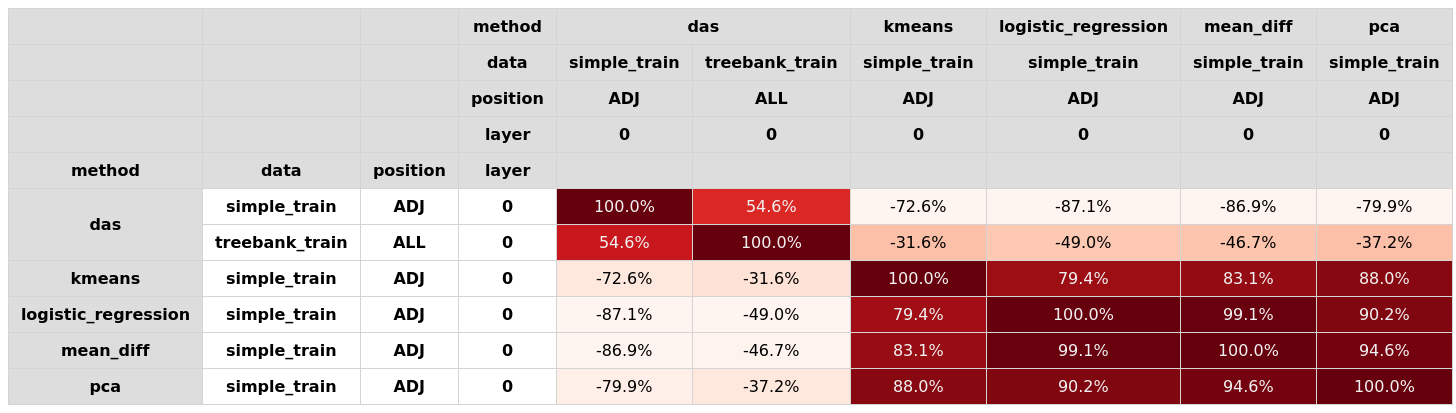 method das kmeans logistic_regression mean_diff pca
data simple_train treebank_train simple_train simple_train simple_train simple_train
position ADJ ALL ADJ ADJ ADJ ADJ
layer 0 0 0 0 0 0
method data position layer
das simple_train ADJ 0 100.0% 54.6% -72.6% -87.1% -86.9% -79.9%
treebank_train ALL 0 54.6% 100.0% -31.6% -49.0% -46.7% -37.2%
kmeans simple_train ADJ 0 -72.6% -31.6% 100.0% 79.4% 83.1% 88.0%
logistic_regression simple_train ADJ 0 -87.1% -49.0% 79.4% 100.0% 99.1% 90.2%
mean_diff simple_train ADJ 0 -86.9% -46.7% 83.1% 99.1% 100.0% 94.6%
pca simple_train ADJ 0 -79.9% -37.2% 88.0% 90.2% 94.6% 100.0%